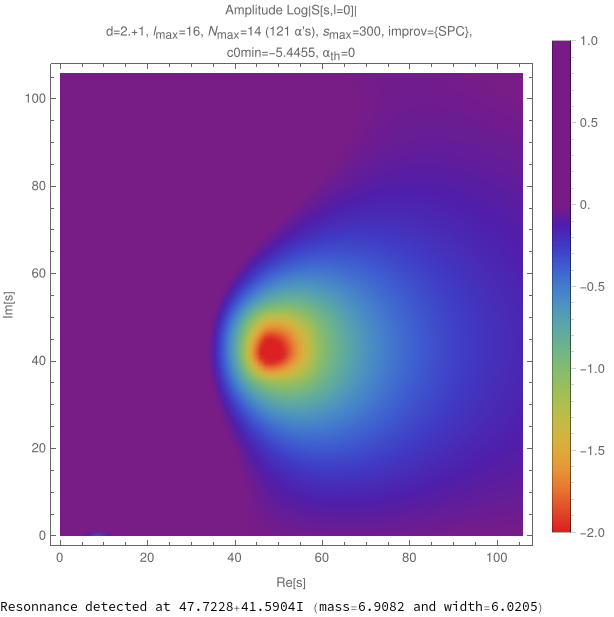 Amplitude Log|S[s,l=0]|
d=2.+1, lmax=16, Nmax=14 (121 α's), smax=300, improv={SPC},
c0min=−5.4455, αth=0
1.0
0.5
0.
−0.5
−1.0
−1.5
−2.0
Im[s]
100
80
60
40
20
0
0 20 40 60 80 100
Re[s]
Resonnance detected at 47.7228+41.5904I (mass=6.9082 and width=6.0205)